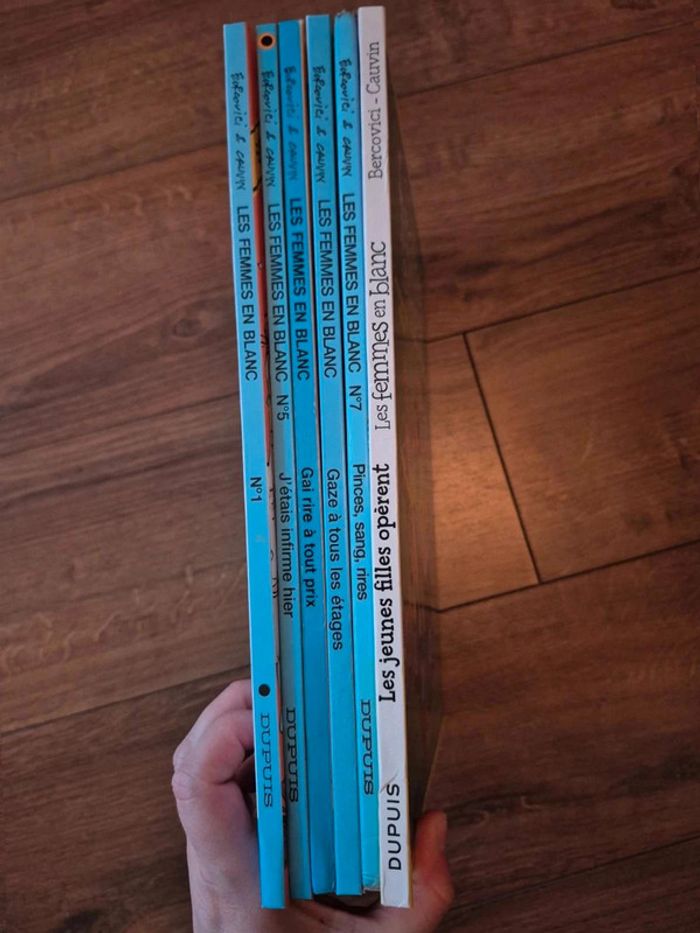 Bercovici & CAUVIN LES FEMMES EN BLANC N°1 DUPUIS
Bercovici & CAUVIN LES FEMMES EN BLANC N°5 J'étais infirme hier DUPUIS
Bercovici & CAUVIN LES FEMMES EN BLANC Gai rire à tout prix
Bercovici & CAUVIN LES FEMMES EN BLANC Gaze à tous les étages
Bercovici & CAUVIN LES FEMMES EN BLANC N°7 Pinces, sang, rires DUPUIS
Bercovici - Cauvin Les femmes en blanc Les jeunes filles opèrent DUPUIS